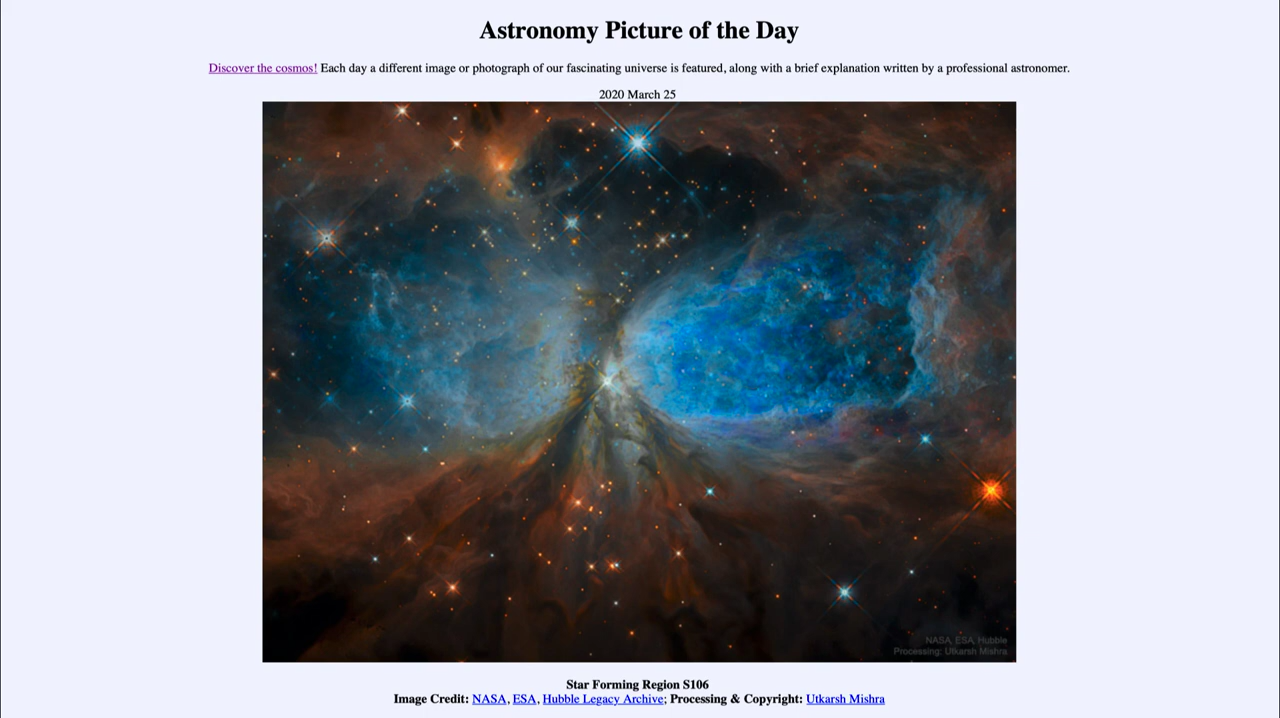 Astronomy Picture of the Day
Discover the cosmos! Each day a different image or photograph of our fascinating universe is featured, along with a brief explanation written by a professional astronomer.
2020 March 25
NASA, ESA, Hubble
Processing: Utkarsh Mishra
Star Forming Region S106
Image Credit: NASA, ESA, Hubble Legacy Archive; Processing & Copyright: Utkarsh Mishra